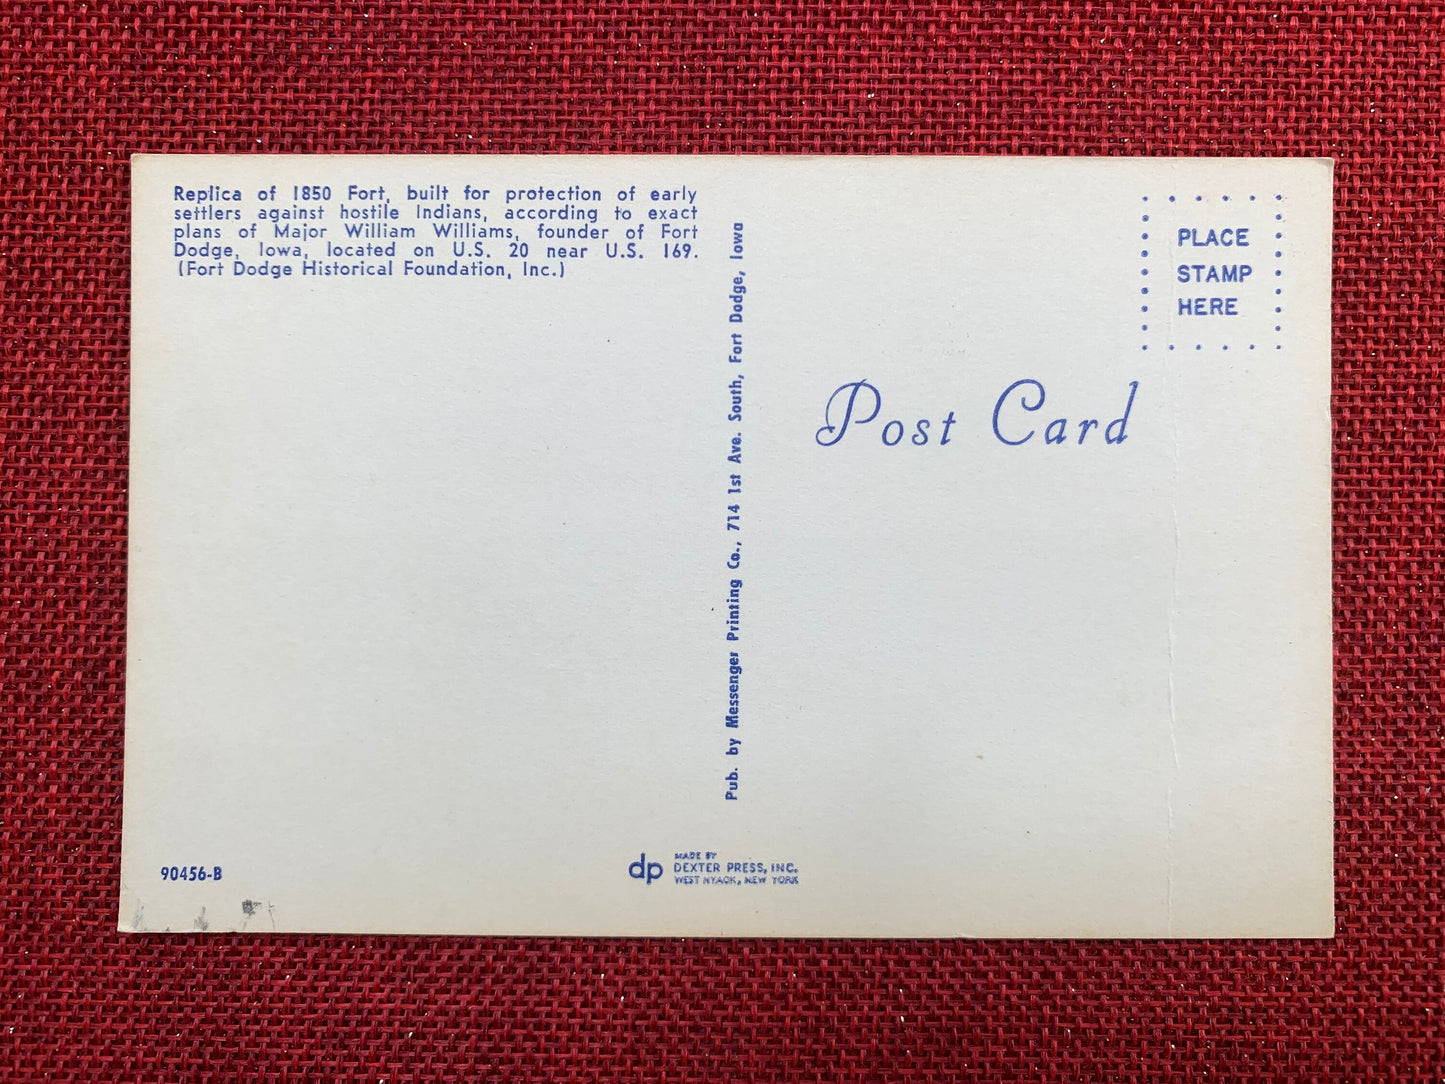 Replica of 1850 Fort, built for protection of early
settlers against hostile Indians, according to exact
plans of Major William Williams, founder of Fort
Dodge, Iowa, located on U.S. 20 near U.S. 169.
(Fort Dodge Historical Foundation, Inc.)
Pub. by Messenger Printing Co., 714 1st Ave. South, Fort Dodge, Iowa
PLACE
STAMP
HERE
Post Card
90456-B
dp
MADE BY
DEXTER PRESS, INC.
WEST NYACK, NEW YORK